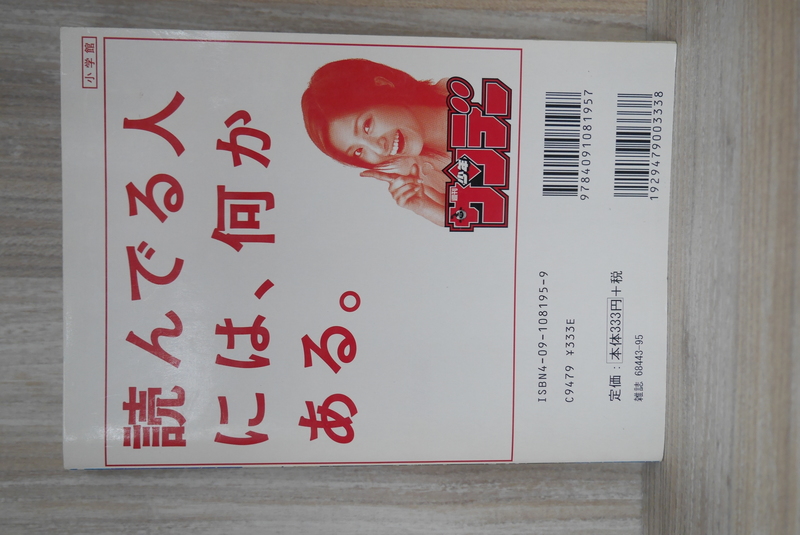 小学館
読んでる人
には、何か
ある。
週刊
少年
サンデー
9784091081957
1929479003338
ISBN4-09-108195-9
C9479 ¥333E
定価：本体333円＋税
雑誌 68443-95